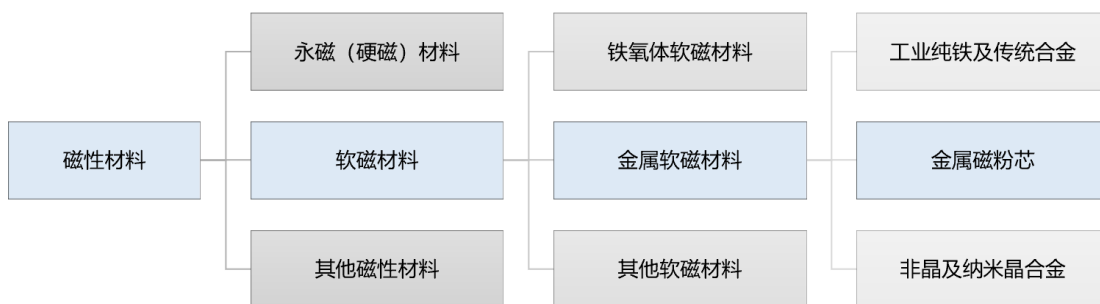 永磁（硬磁）材料
铁氧体软磁材料
工业纯铁及传统合金
磁性材料
软磁材料
金属软磁材料
金属磁粉芯
其他磁性材料
其他软磁材料
非晶及纳米晶合金